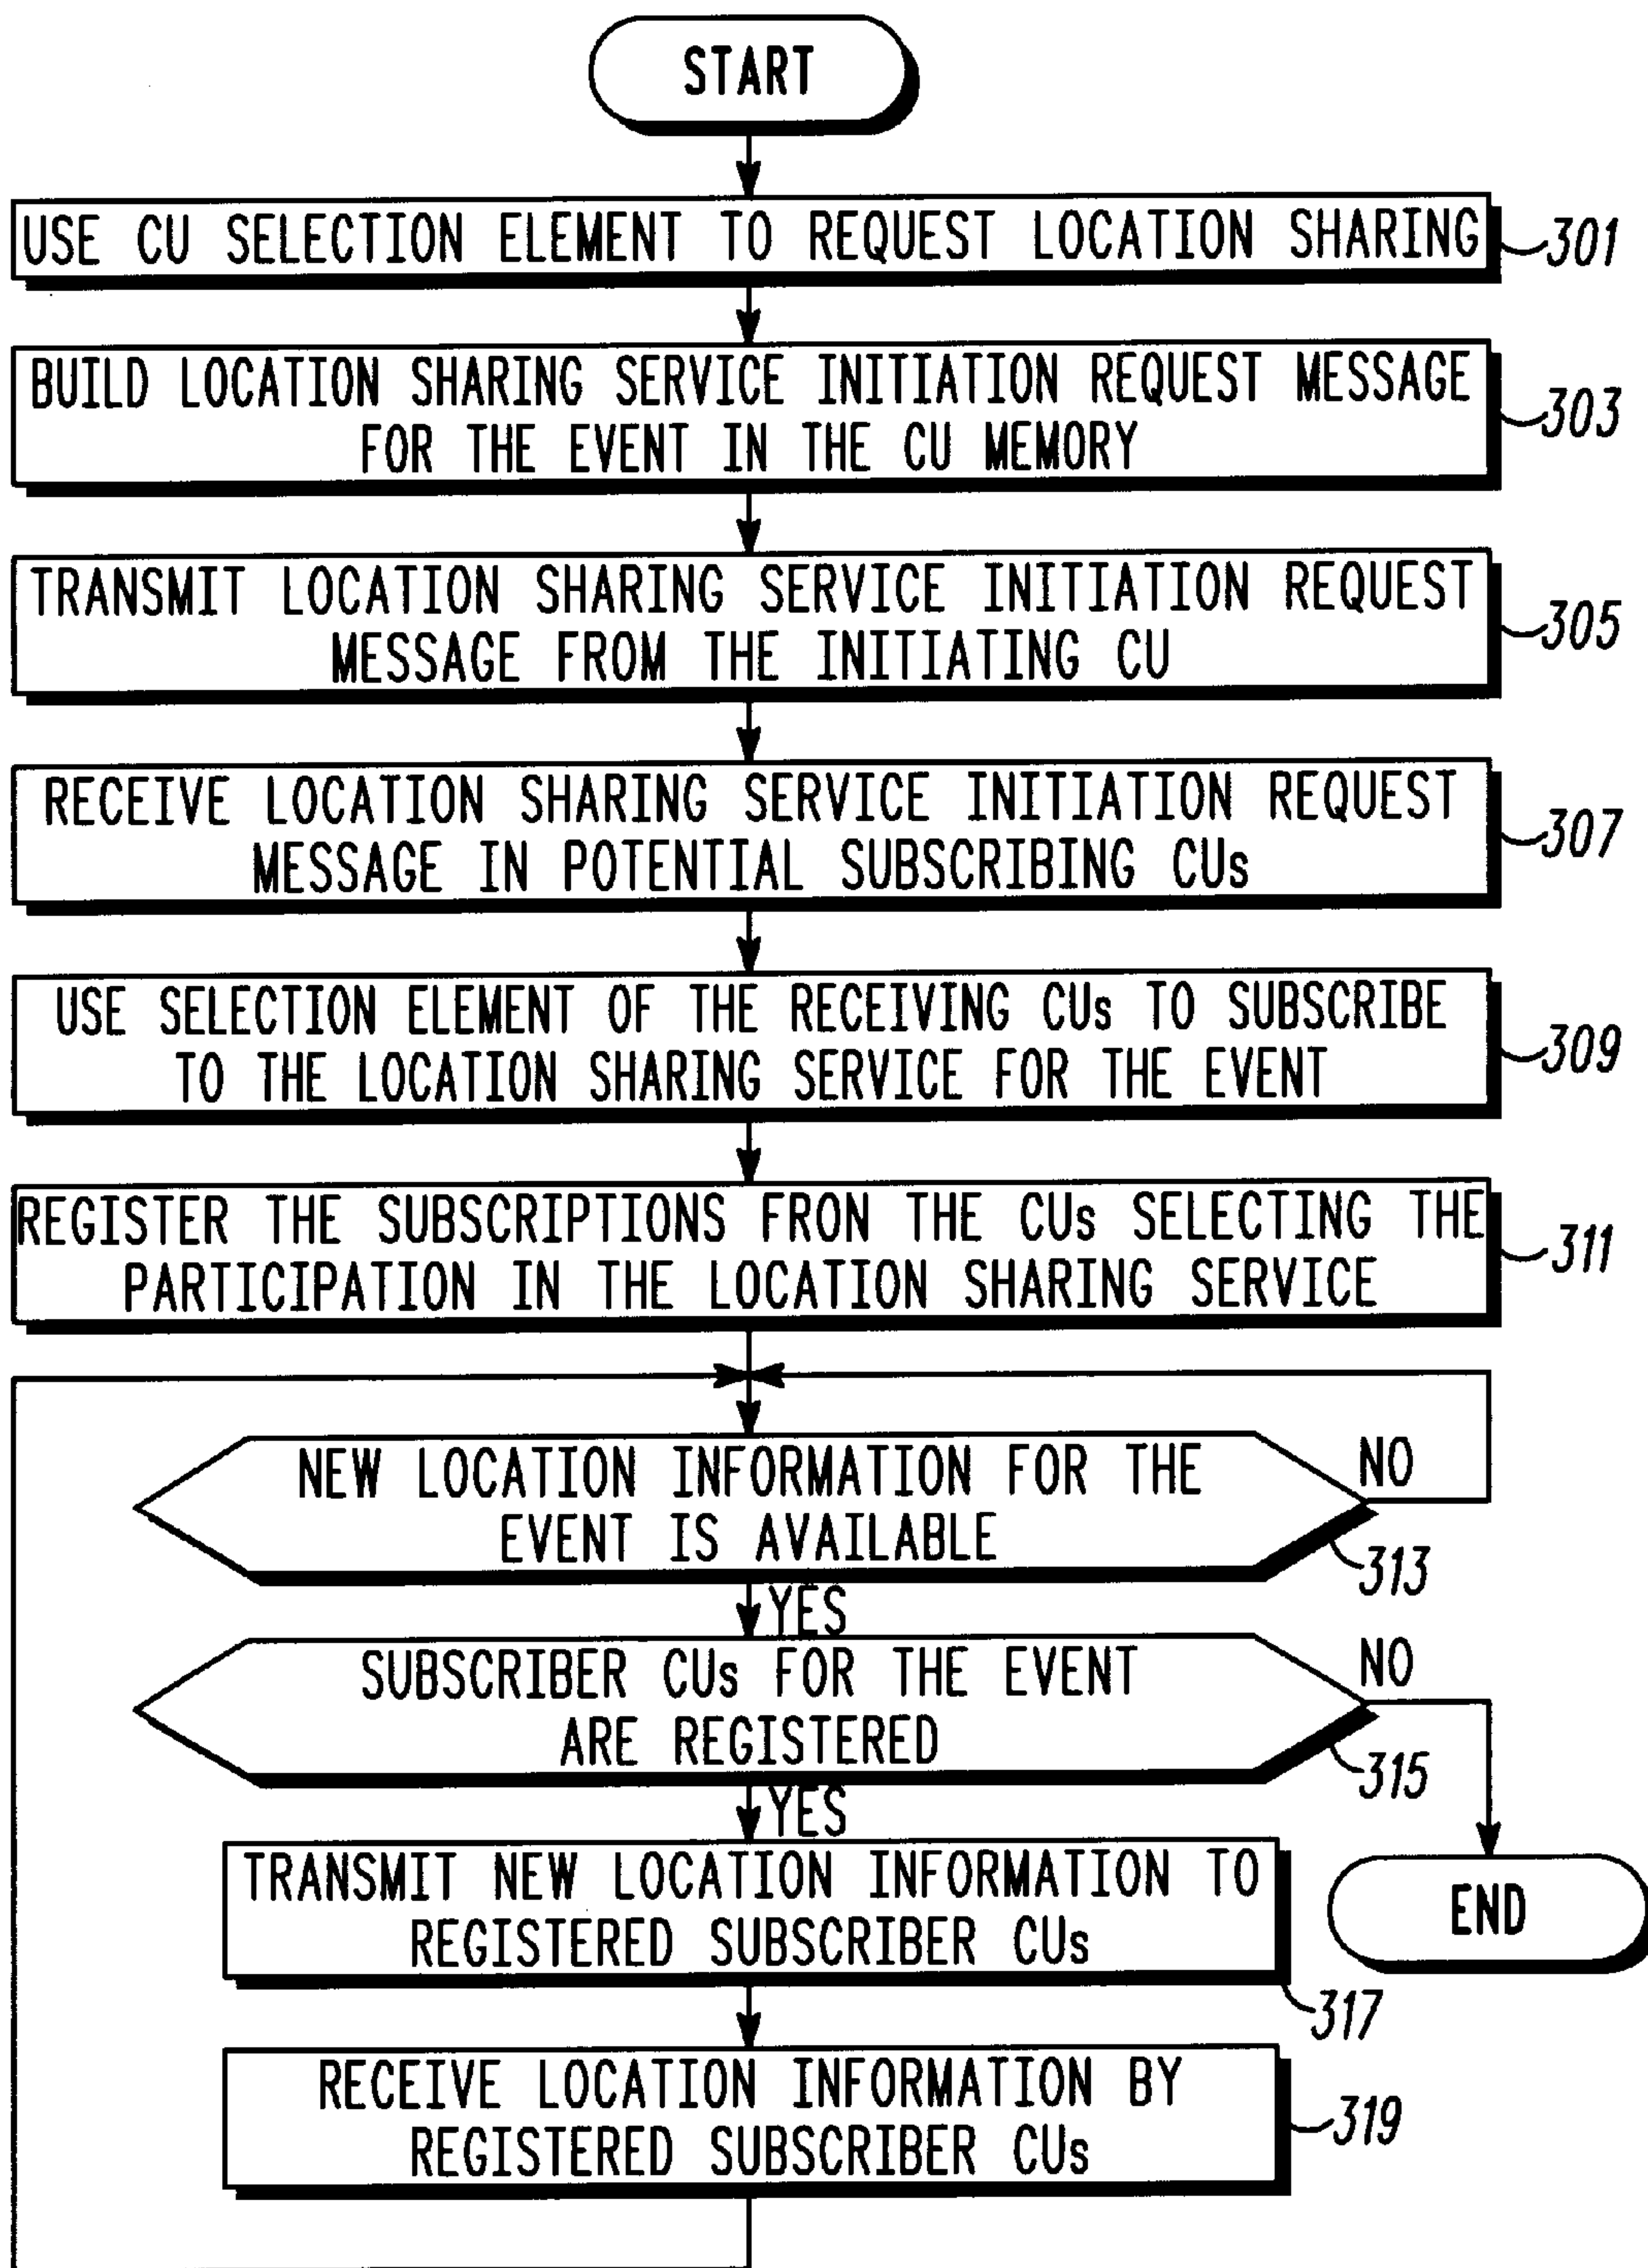 START
USE CU SELECTION ELEMENT TO REQUEST LOCATION SHARING
301
BUILD LOCATION SHARING SERVICE INITIATION REQUEST MESSAGE
FOR THE EVENT IN THE CU MEMORY
303
TRANSMIT LOCATION SHARING SERVICE INITIATION REQUEST
MESSAGE FROM THE INITIATING CU
305
RECEIVE LOCATION SHARING SERVICE INITIATION REQUEST
MESSAGE IN POTENTIAL SUBSCRIBING CUs
307
USE SELECTION ELEMENT OF THE RECEIVING CUs TO SUBSCRIBE
TO THE LOCATION SHARING SERVICE FOR THE EVENT
309
REGISTER THE SUBSCRIPTIONS FRON THE CUs SELECTING THE
PARTICIPATION IN THE LOCATION SHARING SERVICE
311
NEW LOCATION INFORMATION FOR THE
EVENT IS AVAILABLE
NO
313
YES
SUBSCRIBER CUs FOR THE EVENT
ARE REGISTERED
NO
315
YES
TRANSMIT NEW LOCATION INFORMATION TO
REGISTERED SUBSCRIBER CUs
317
END
RECEIVE LOCATION INFORMATION BY
REGISTERED SUBSCRIBER CUs
319